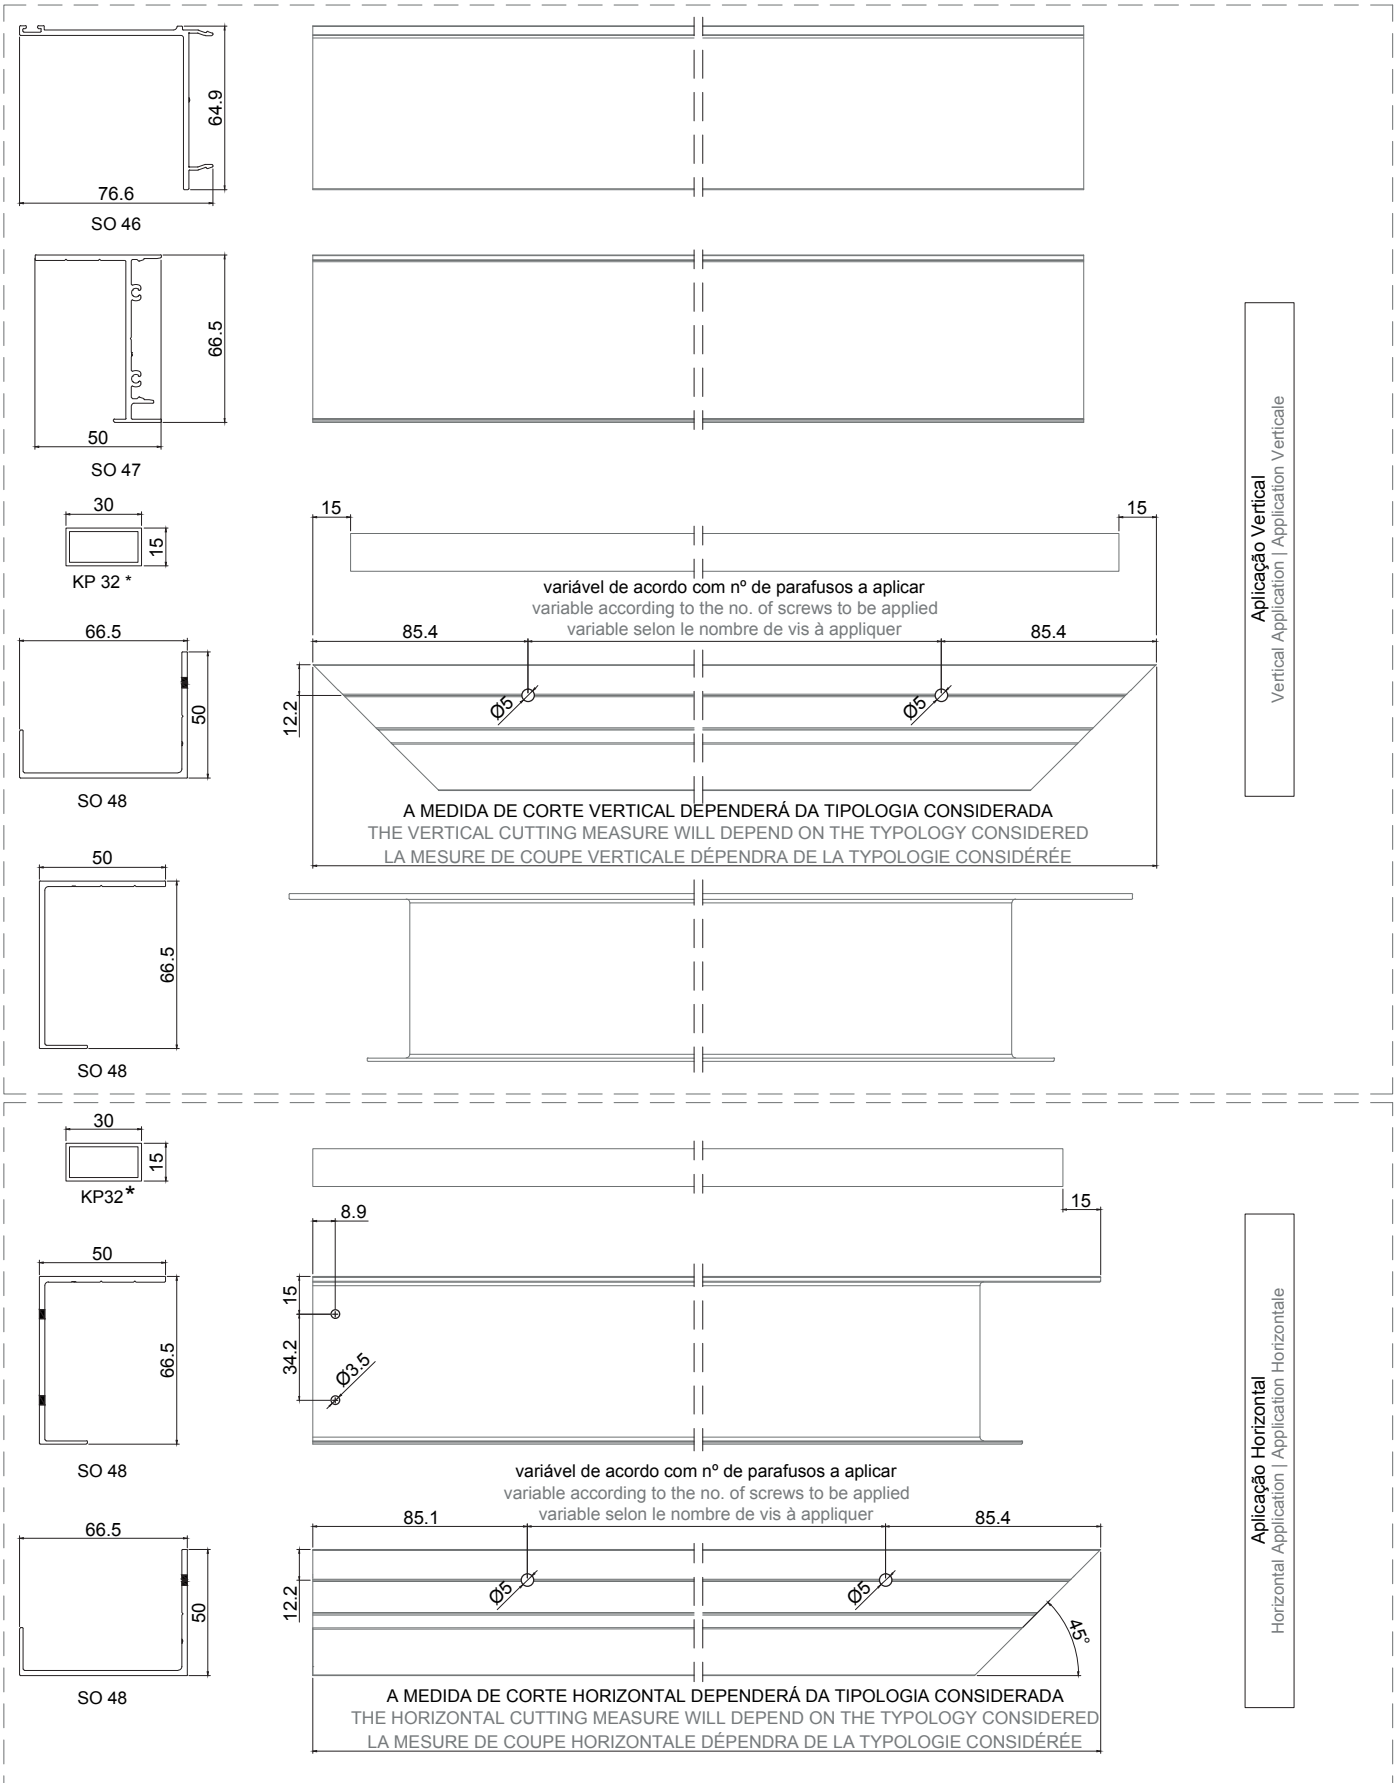 64.9
76.6
SO 46
66.5
50
SO 47
30
15
KP 32 *
15
15
variável de acordo com nº de parafusos a aplicar
variable according to the no. of screws to be applied
variable selon le nombre de vis à appliquer
66.5
50
SO 48
85.4
85.4
12.2
Ø5
Ø5
A MEDIDA DE CORTE VERTICAL DEPENDERÁ DA TIPOLOGIA CONSIDERADA
THE VERTICAL CUTTING MEASURE WILL DEPEND ON THE TYPOLOGY CONSIDERED
LA MESURE DE COUPE VERTICALE DÉPENDRA DE LA TYPOLOGIE CONSIDÉRÉE
50
66.5
SO 48
Aplicação Vertical
Vertical Application | Application Verticale
30
15
KP32*
15
8.9
50
66.5
SO 48
15
34.2
Ø3.5
variável de acordo com nº de parafusos a aplicar
variable according to the no. of screws to be applied
variable selon le nombre de vis à appliquer
66.5
50
SO 48
85.1
85.4
12.2
Ø5
Ø5
45°
A MEDIDA DE CORTE HORIZONTAL DEPENDERÁ DA TIPOLOGIA CONSIDERADA
THE HORIZONTAL CUTTING MEASURE WILL DEPEND ON THE TYPOLOGY CONSIDERED
LA MESURE DE COUPE HORIZONTALE DÉPENDRA DE LA TYPOLOGIE CONSIDÉRÉE
Aplicação Horizontal
Horizontal Application | Application Horizontale